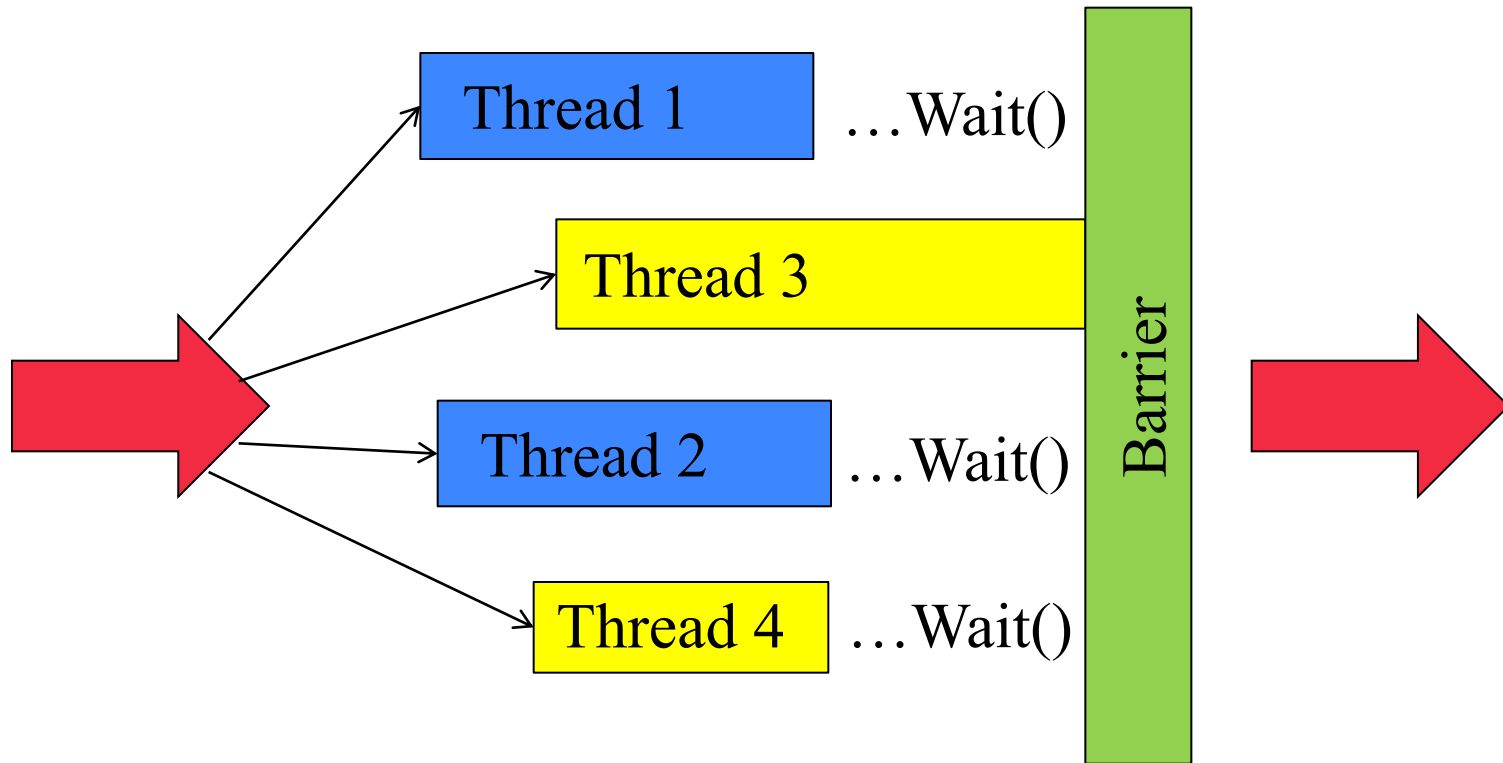 Thread 1
…Wait()
Thread 3
Thread 2
…Wait()
Thread 4
…Wait()
Barrier